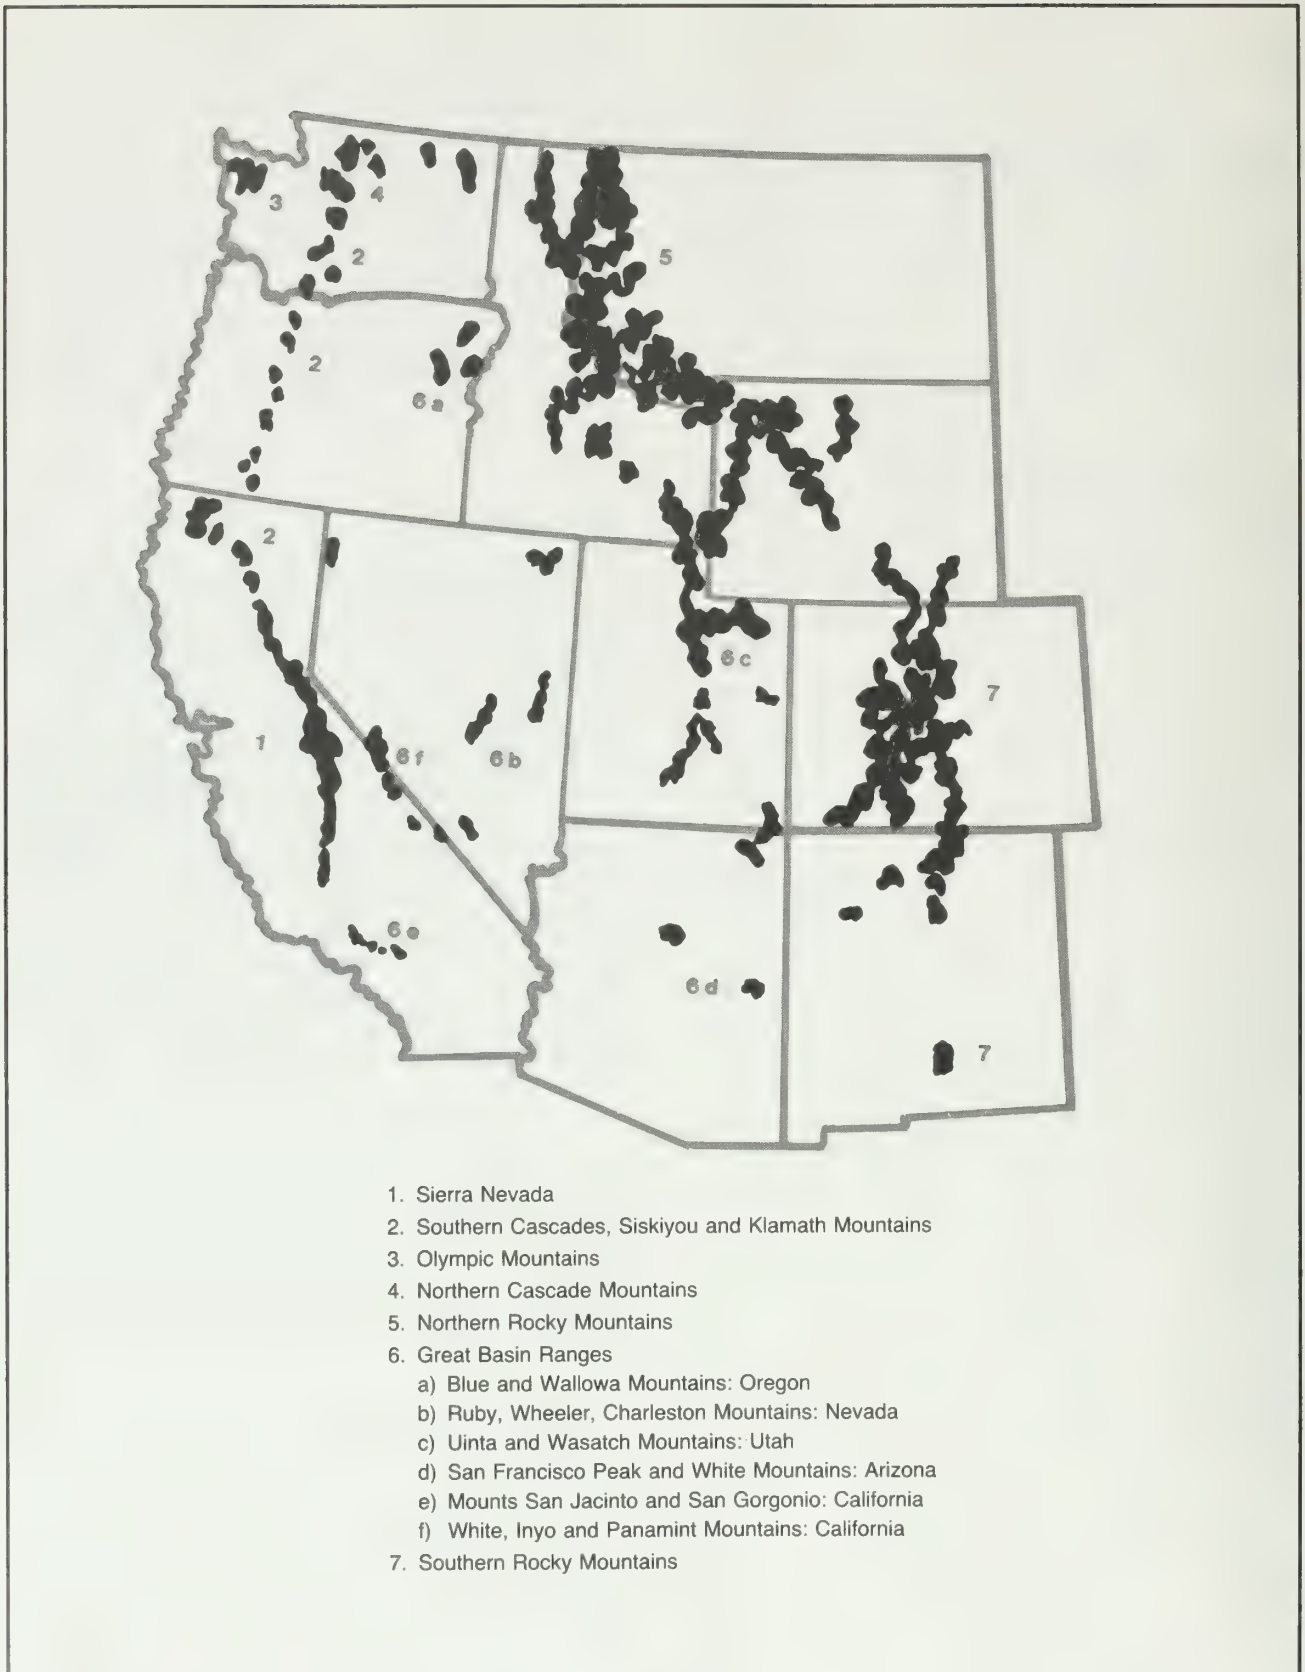 3
4
2
5
2
6a
2
6c
7
1
6f
6b
6e
6d
7
1. Sierra Nevada
2. Southern Cascades, Siskiyou and Klamath Mountains
3. Olympic Mountains
4. Northern Cascade Mountains
5. Northern Rocky Mountains
6. Great Basin Ranges
a) Blue and Wallowa Mountains: Oregon
b) Ruby, Wheeler, Charleston Mountains: Nevada
c) Uinta and Wasatch Mountains: Utah
d) San Francisco Peak and White Mountains: Arizona
e) Mounts San Jacinto and San Gorgonio: California
f) White, Inyo and Panamint Mountains: California
7. Southern Rocky Mountains